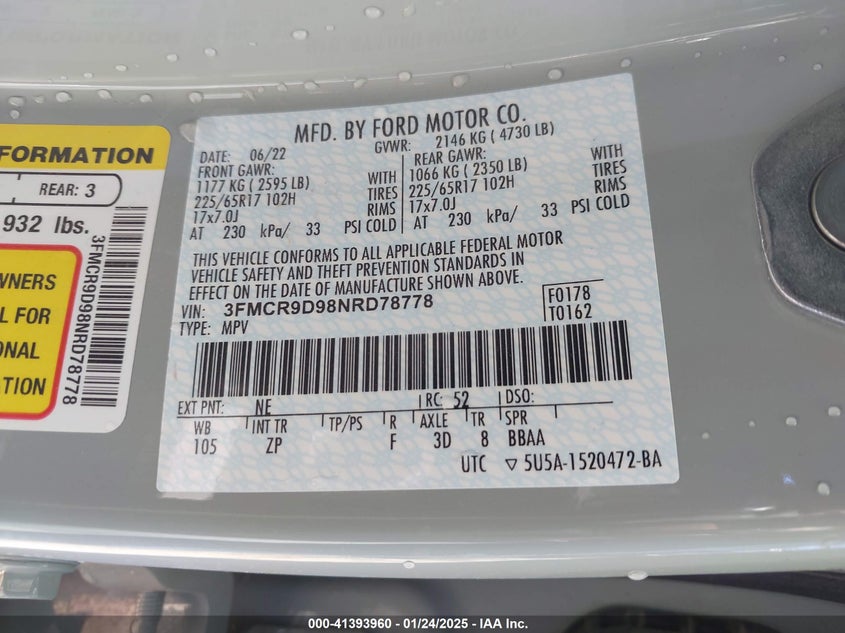 FORMATION
REAR: 3
932 lbs.
WNERS
L FOR
ONAL
ATION
3FMCR9D98NRD78778
MFD. BY FORD MOTOR CO.
DATE: 06/22 GVWR: 2146 KG ( 4730 LB)
FRONT GAWR: REAR GAWR:
1177 KG ( 2595 LB) WITH 1066 KG ( 2350 LB) WITH
225/65R17 102H TIRES 225/65R17 102H TIRES
17x7.0J RIMS 17x7.0J RIMS
AT 230 kPa/ 33 PSI COLD AT 230 kPa/ 33 PSI COLD
THIS VEHICLE CONFORMS TO ALL APPLICABLE FEDERAL MOTOR
VEHICLE SAFETY AND THEFT PREVENTION STANDARDS IN
EFFECT ON THE DATE OF MANUFACTURE SHOWN ABOVE.
VIN: 3FMCR9D98NRD78778 F0178
TYPE: MPV T0162
EXT PNT: NE RC: 52 DSO:
WB INT TR TP/PS R AXLE TR SPR
105 ZP F 3D 8 BBAA
UTC ▽ 5U5A-1520472-BA
000-41393960 - 01/24/2025 - IAA Inc.